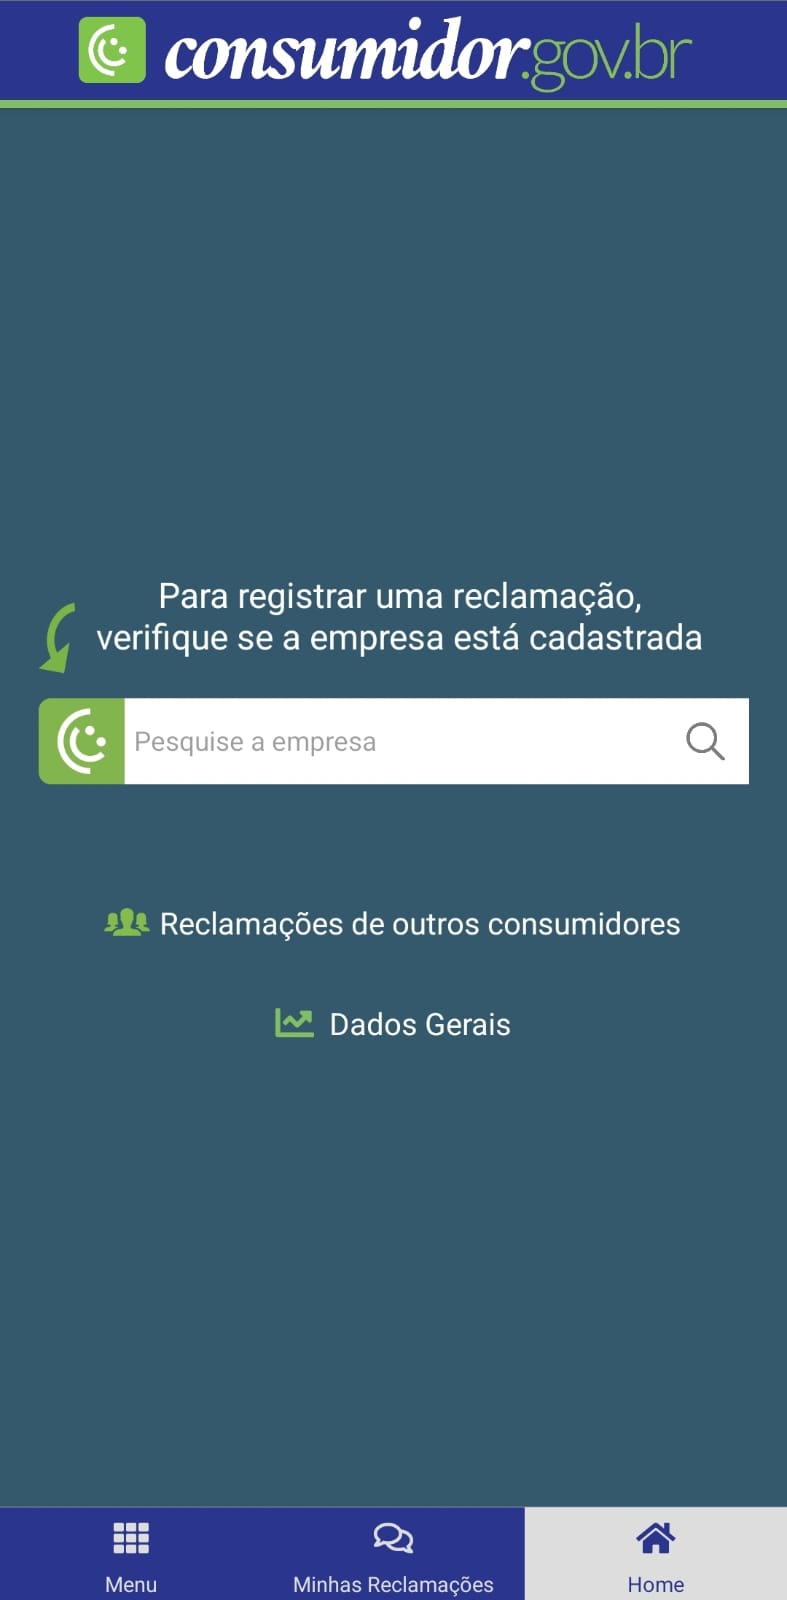 consumidor.gov.br
Para registrar uma reclamação,
verifique se a empresa está cadastrada
Pesquise a empresa
Reclamações de outros consumidores
Dados Gerais
Menu
Minhas Reclamações
Home